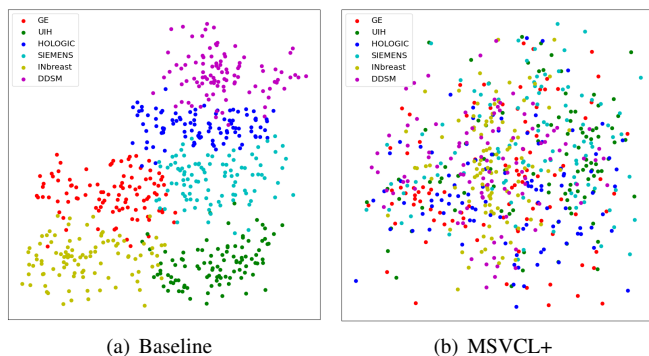 GE
UIH
HOLOGIC
SIEMENS
INbreast
DDSM
GE
UIH
HOLOGIC
SIEMENS
INbreast
DDSM
(a) Baseline
(b) MSVCL+